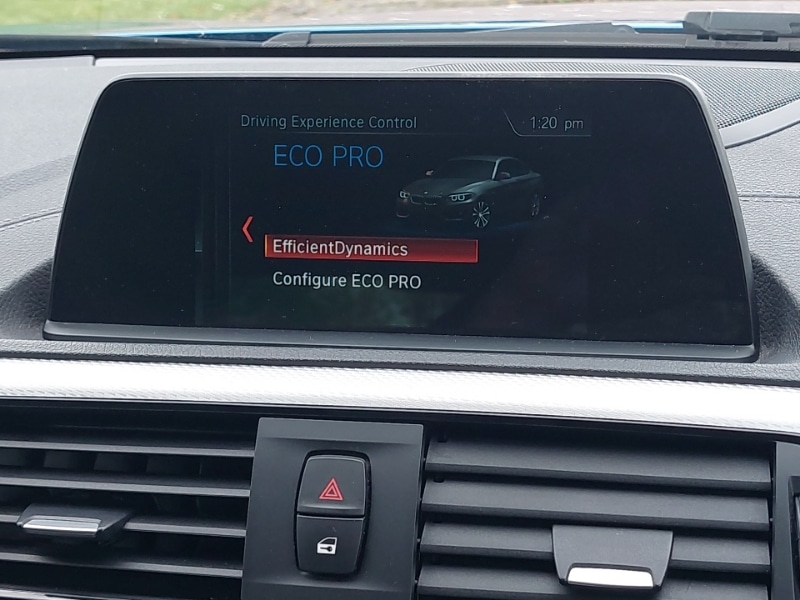 Driving Experience Control
1:20 pm
ECO PRO
EfficientDynamics
Configure ECO PRO